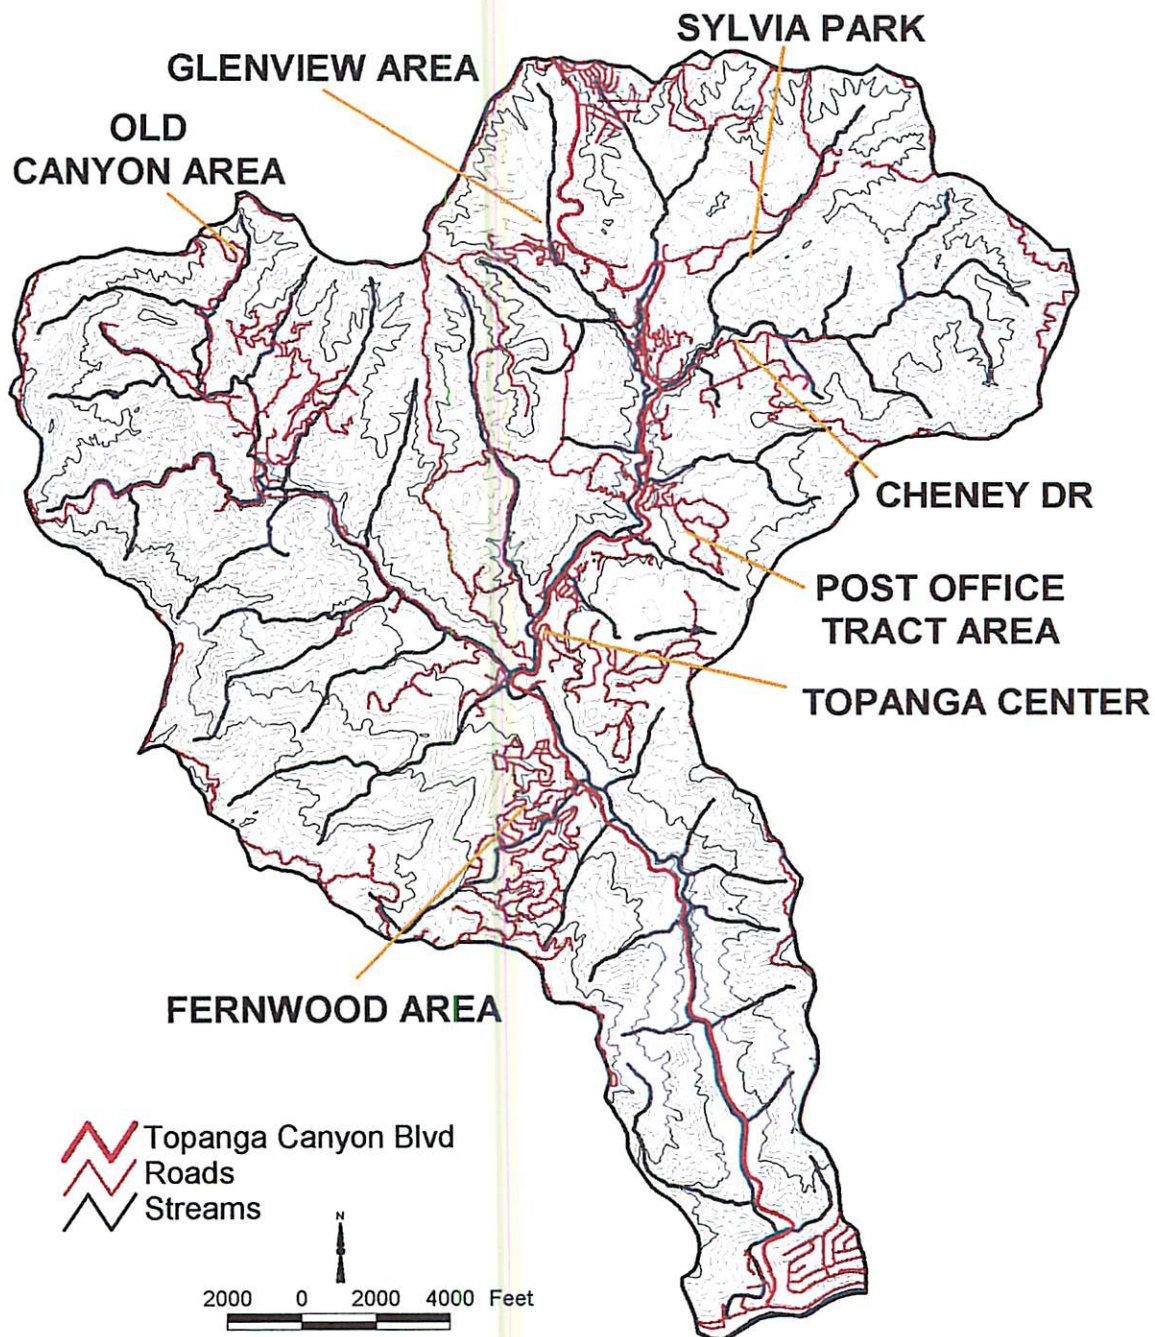 SYLVIA PARK
GLENVIEW AREA
OLD
CANYON AREA
CHENEY DR
POST OFFICE
TRACT AREA
TOPANGA CENTER
FERNWOOD AREA
Topanga Canyon Blvd
Roads
Streams
N
2000 0 2000 4000 Feet